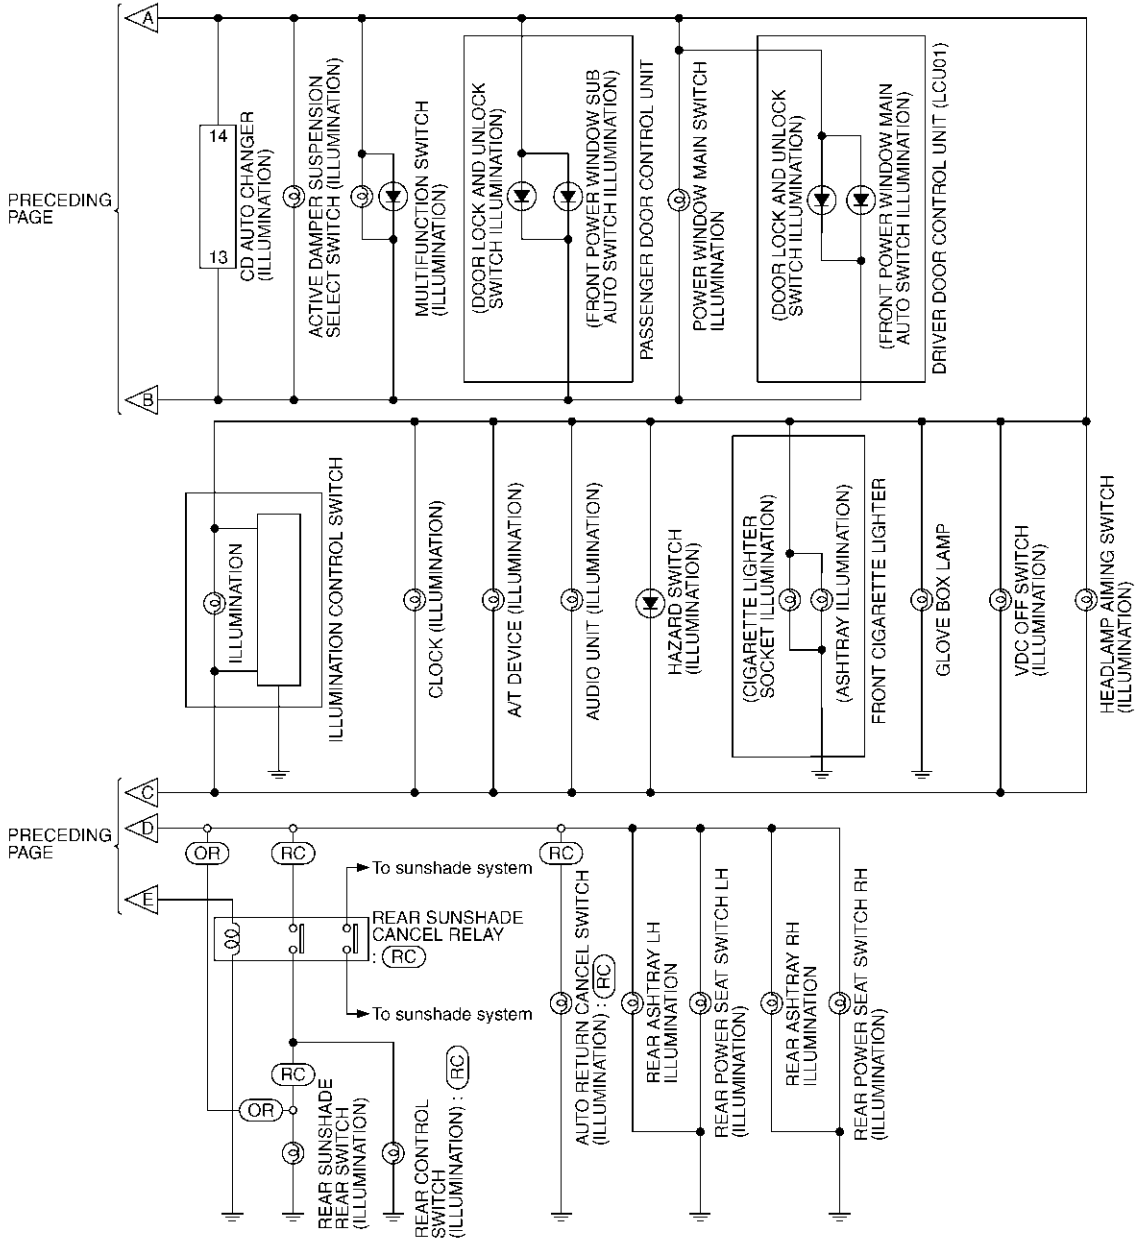 PRECEDING
PAGE
A
B
14
13
CD AUTO CHANGER
(ILLUMINATION)
ACTIVE DAMPER SUSPENSION
SELECT SWITCH (ILLUMINATION)
MULTIFUNCTION SWITCH
(ILLUMINATION)
(DOOR LOCK AND UNLOCK
SWITCH ILLUMINATION)
(FRONT POWER WINDOW SUB
AUTO SWITCH ILLUMINATION)
PASSENGER DOOR CONTROL UNIT
POWER WINDOW MAIN SWITCH
ILLUMINATION
(DOOR LOCK AND UNLOCK
SWITCH ILLUMINATION)
(FRONT POWER WINDOW MAIN
AUTO SWITCH ILLUMINATION)
DRIVER DOOR CONTROL UNIT (LCU01)
ILLUMINATION
ILLUMINATION CONTROL SWITCH
CLOCK (ILLUMINATION)
A/T DEVICE (ILLUMINATION)
AUDIO UNIT (ILLUMINATION)
HAZARD SWITCH
(ILLUMINATION)
(CIGARETTE LIGHTER
SOCKET ILLUMINATION)
(ASHTRAY ILLUMINATION)
FRONT CIGARETTE LIGHTER
GLOVE BOX LAMP
VDC OFF SWITCH
(ILLUMINATION)
HEADLAMP AIMING SWITCH
(ILLUMINATION)
PRECEDING
PAGE
C
D
E
OR
RC
RC
To sunshade system
REAR SUNSHADE
CANCEL RELAY
: RC
To sunshade system
RC
OR
REAR SUNSHADE
REAR SWITCH
(ILLUMINATION)
REAR CONTROL
SWITCH
(ILLUMINATION) : RC
AUTO RETURN CANCEL SWITCH
(ILLUMINATION) : RC
REAR ASHTRAY LH
ILLUMINATION
REAR POWER SEAT SWITCH LH
(ILLUMINATION)
REAR ASHTRAY RH
ILLUMINATION
REAR POWER SEAT SWITCH RH
(ILLUMINATION)